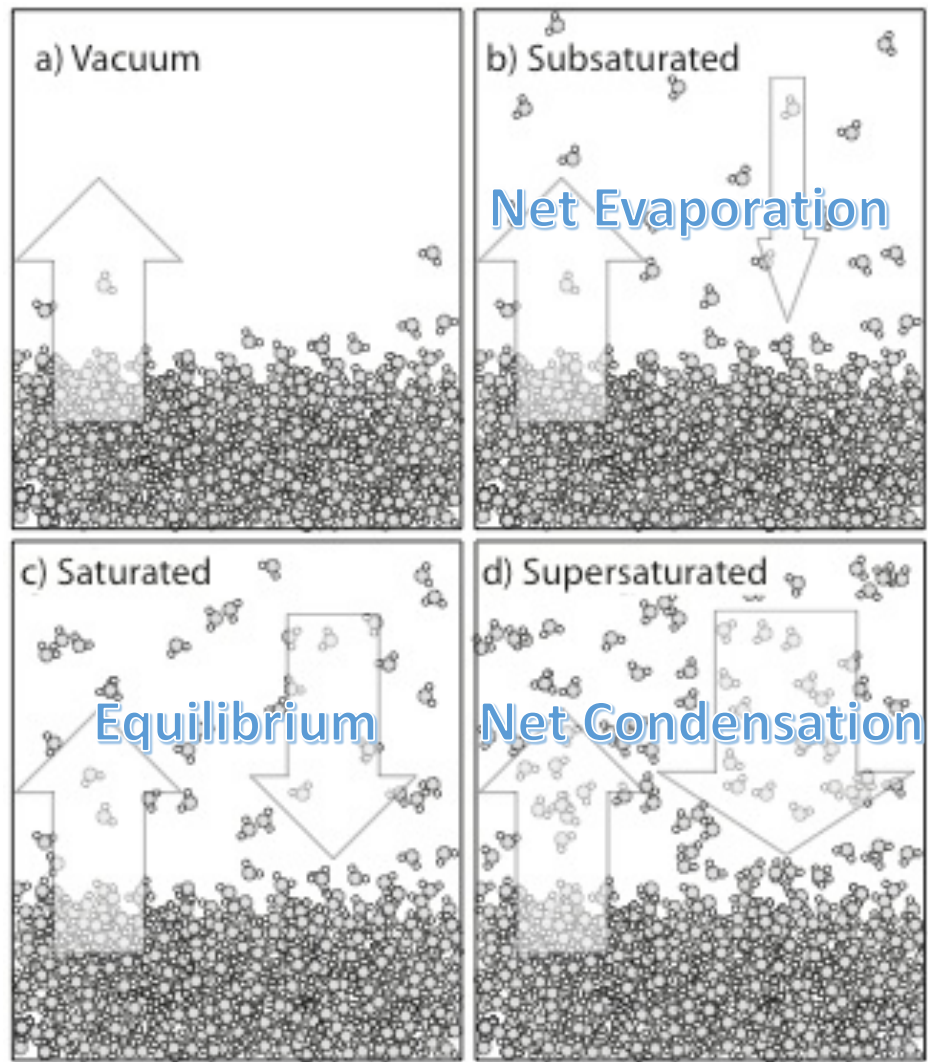 a) Vacuum
b) Subsaturated
Net Evaporation
c) Saturated
d) Supersaturated
Equilibrium
Net Condensation